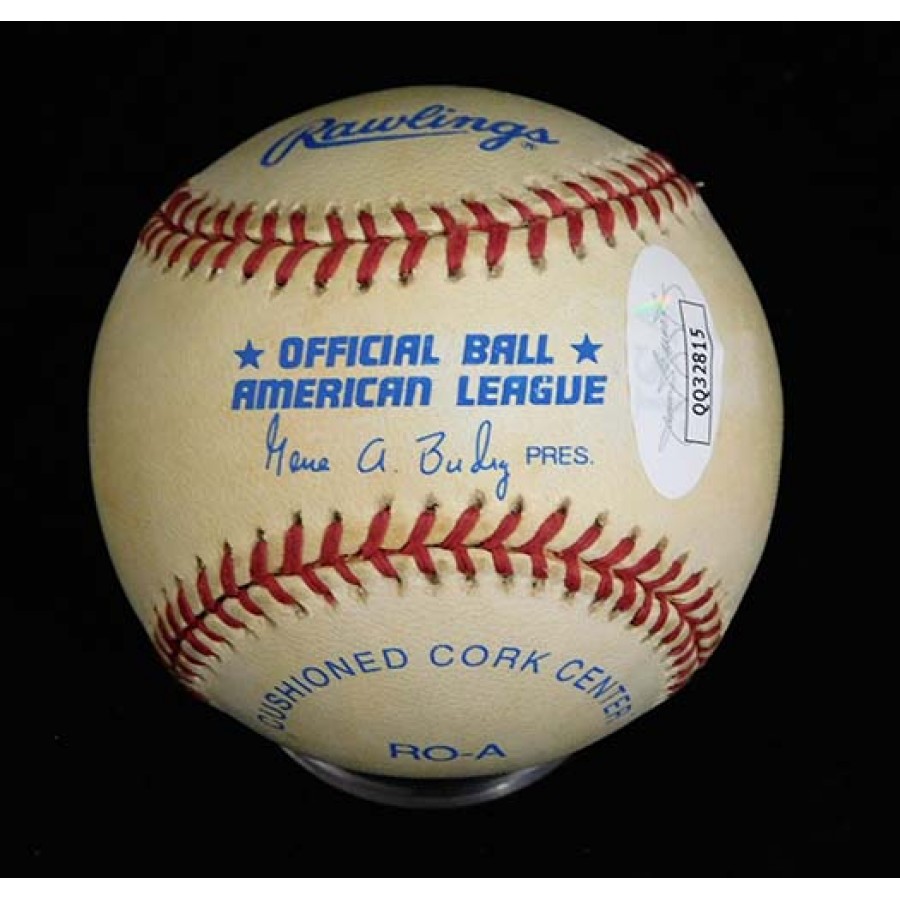 Rawlings
★ OFFICIAL BALL ★
AMERICAN LEAGUE
Gene A. Budig PRES.
QQ32815
CUSHIONED CORK CENTER
RO-A